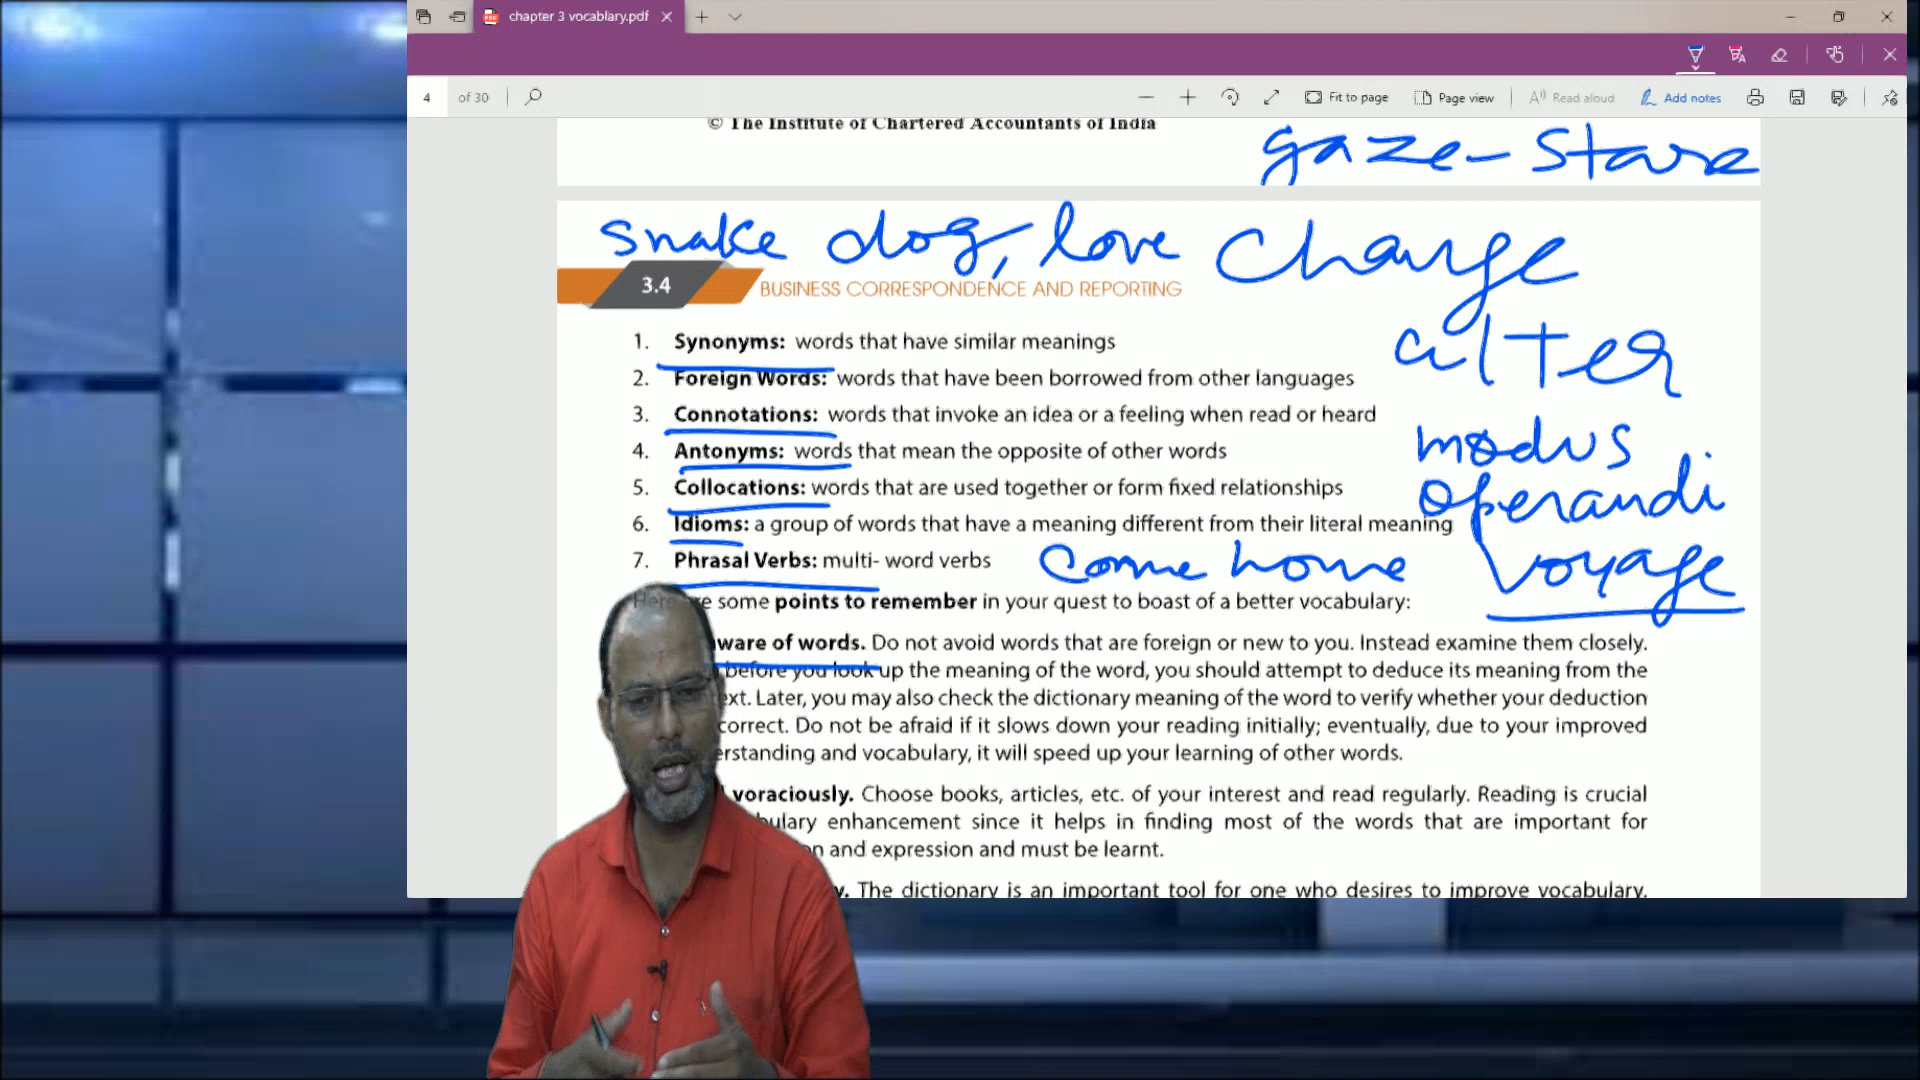 chapter 3 vocablary.pdf
4 of 30
Fit to page
Page view
Read aloud
Add notes
© The Institute of Chartered Accountants of India
gaze - stare
snake dog, love change
3.4 BUSINESS CORRESPONDENCE AND REPORTING
alter
1. Synonyms: words that have similar meanings
2. Foreign Words: words that have been borrowed from other languages
3. Connotations: words that invoke an idea or a feeling when read or heard
modus
4. Antonyms: words that mean the opposite of other words
5. Collocations: words that are used together or form fixed relationships
operandi
6. Idioms: a group of words that have a meaning different from their literal meaning
7. Phrasal Verbs: multi- word verbs
come home
voyage
Here are some points to remember in your quest to boast of a better vocabulary:
ware of words. Do not avoid words that are foreign or new to you. Instead examine them closely.
before you look up the meaning of the word, you should attempt to deduce its meaning from the
ext. Later, you may also check the dictionary meaning of the word to verify whether your deduction
correct. Do not be afraid if it slows down your reading initially; eventually, due to your improved
erstanding and vocabulary, it will speed up your learning of other words.
voraciously. Choose books, articles, etc. of your interest and read regularly. Reading is crucial
bulary enhancement since it helps in finding most of the words that are important for
n and expression and must be learnt.
y. The dictionary is an important tool for one who desires to improve vocabulary.